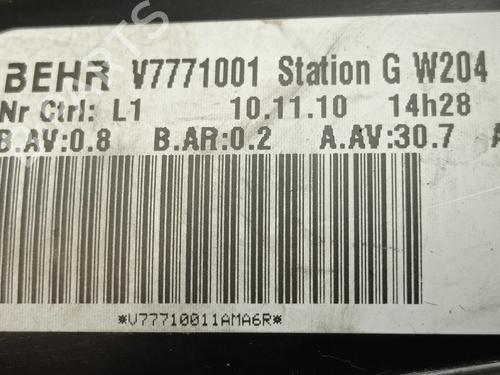 BEHR V7771001 Station G W204
Nr Ctrl: L1 10.11.10 14h28
B.AV:0.8 B.AR:0.2 A.AV:30.7 A
*V77710011AMA6R*